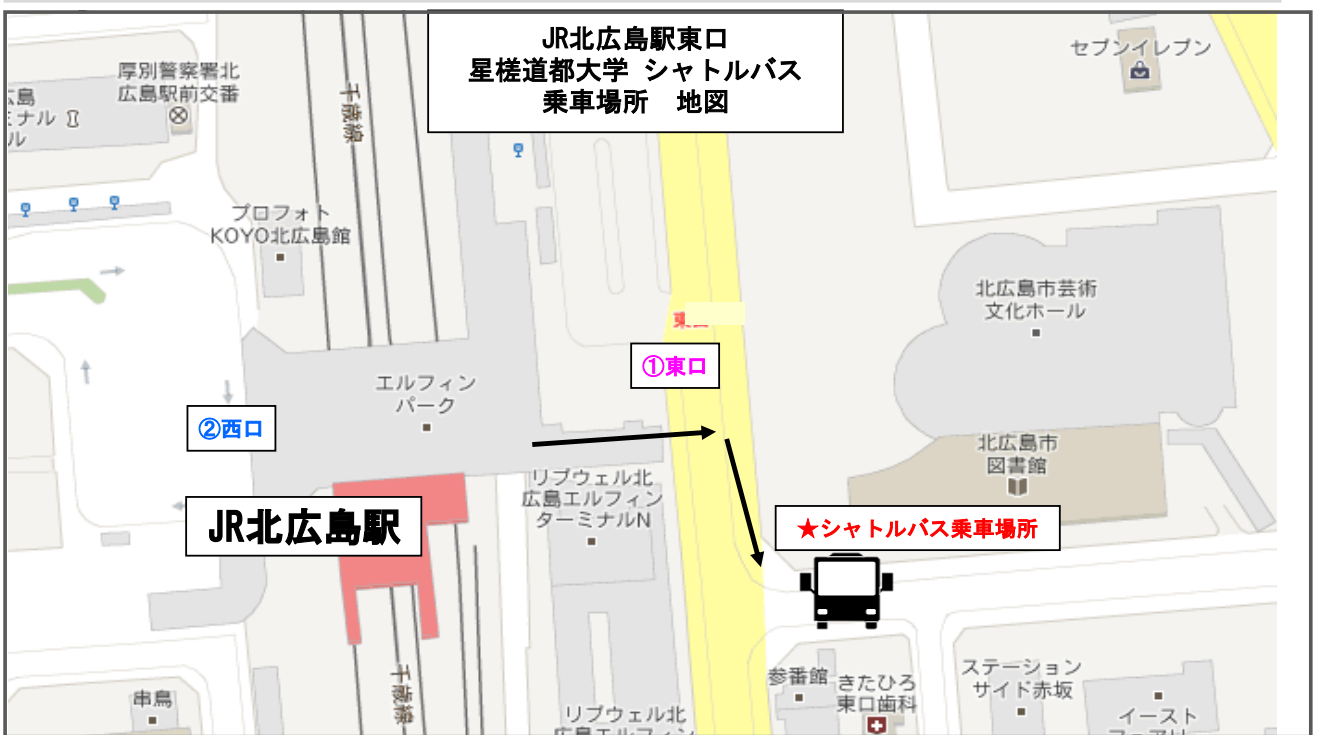 JR北広島駅東口
星槎道都大学 シャトルバス
乗車場所　地図
セブンイレブン
厚別警察署北
広島駅前交番
広島
ミナル
ル
千歳線
プロフォト
KOYO北広島館
北広島市芸術
文化ホール
①東口
エルフィン
パーク
②西口
北広島市
図書館
リブウェル北
広島エルフィン
ターミナルN
JR北広島駅
★シャトルバス乗車場所
千歳線
串鳥
リブウェル北
広島エルフィン
参番館
きたひろ
東口歯科
ステーション
サイド赤坂
イースト